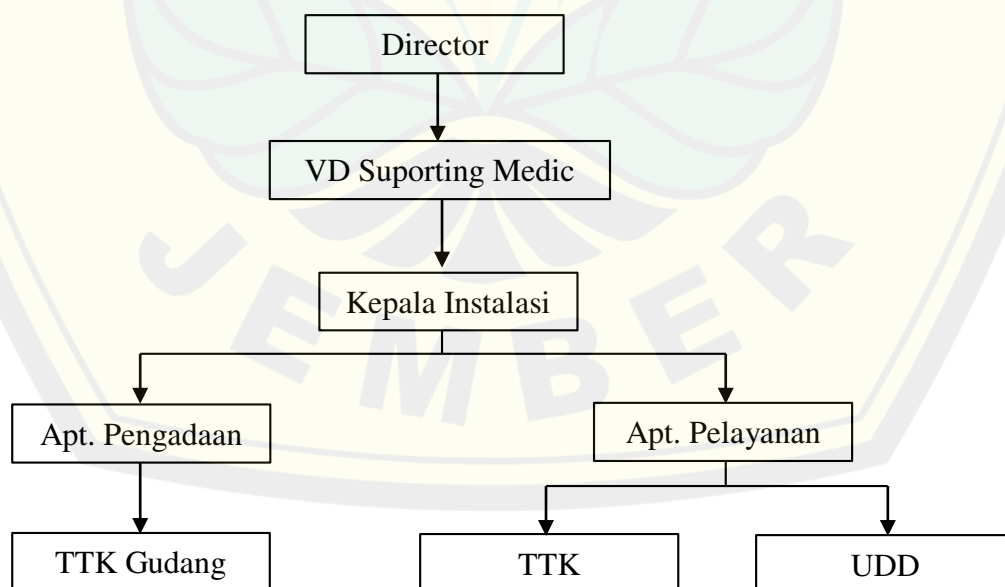 Director
VD Suporting Medic
Kepala Instalasi
Apt. Pengadaan
Apt. Pelayanan
TTK Gudang
TTK
UDD
JEMBER